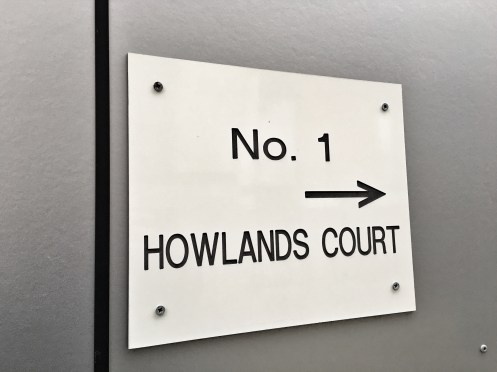 No. 1
→
HOWLANDS COURT